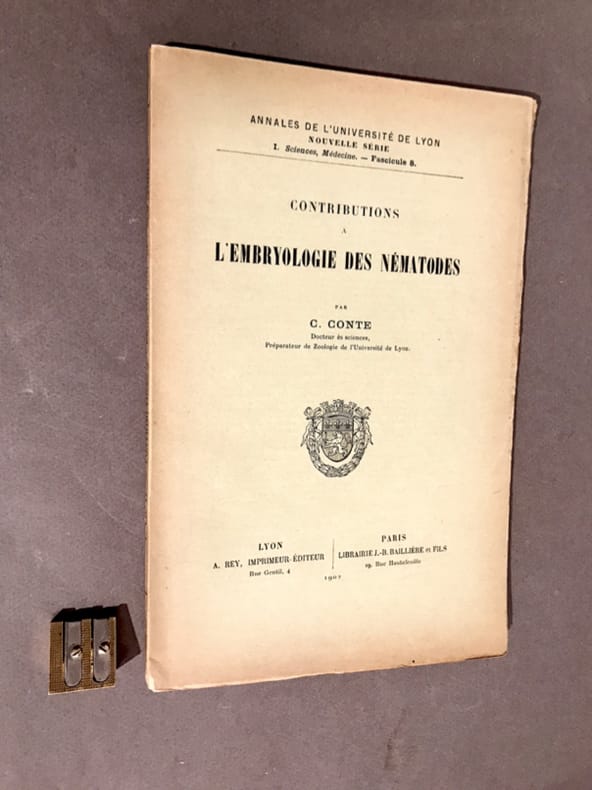 ANNALES DE L'UNIVERSITÉ DE LYON
NOUVELLE SÉRIE
I. Sciences, Médecine. — Fascicule 8.
CONTRIBUTIONS
A
L'EMBRYOLOGIE DES NÉMATODES
PAR
C. CONTE
Docteur ès sciences,
Préparateur de Zoologie de l'Université de Lyon.
LYON
A. REY, IMPRIMEUR-ÉDITEUR
Rue Gentil, 4
PARIS
LIBRAIRIE J.-B. BAILLIÈRE et FILS
19, Rue Hautefeuille
1902